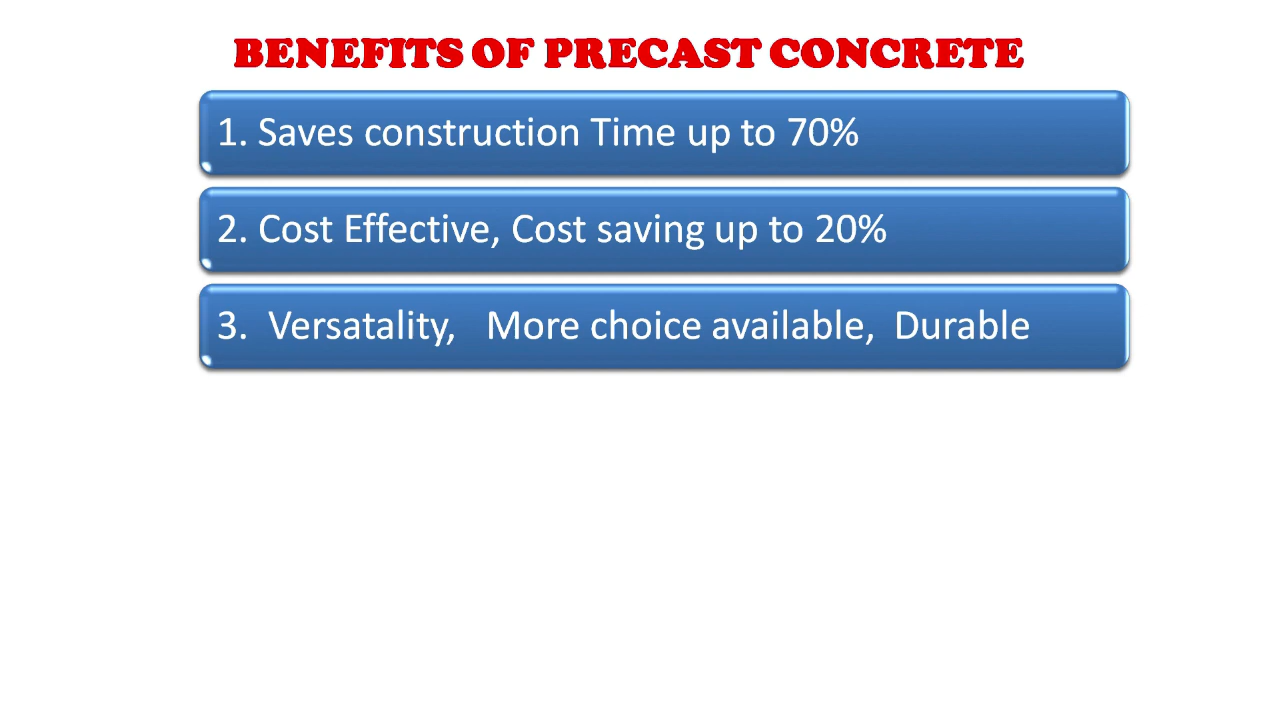 BENEFITS OF PRECAST CONCRETE
1. Saves construction Time up to 70%
2. Cost Effective, Cost saving up to 20%
3. Versatality, More choice available, Durable